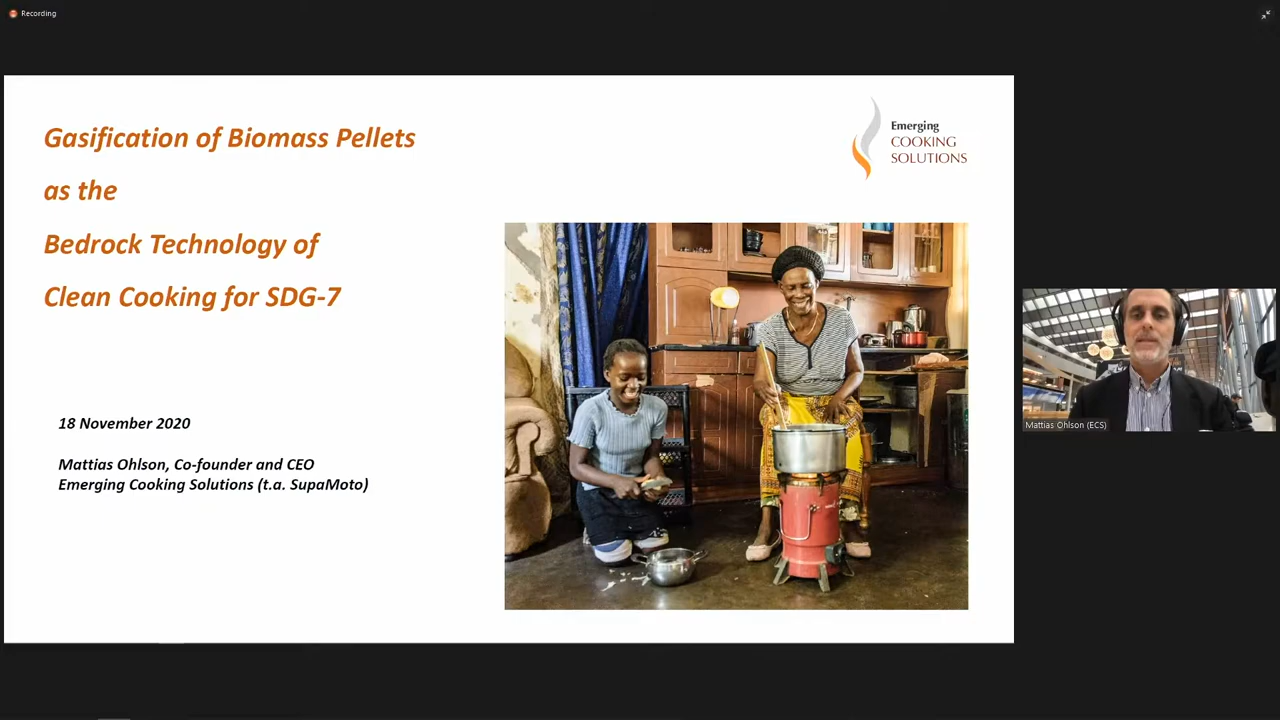 Recording
Gasification of Biomass Pellets
as the
Bedrock Technology of
Clean Cooking for SDG-7
Emerging
COOKING
SOLUTIONS
18 November 2020
Mattias Ohlson, Co-founder and CEO
Emerging Cooking Solutions (t.a. SupaMoto)
Mattias Ohlson (ECS)